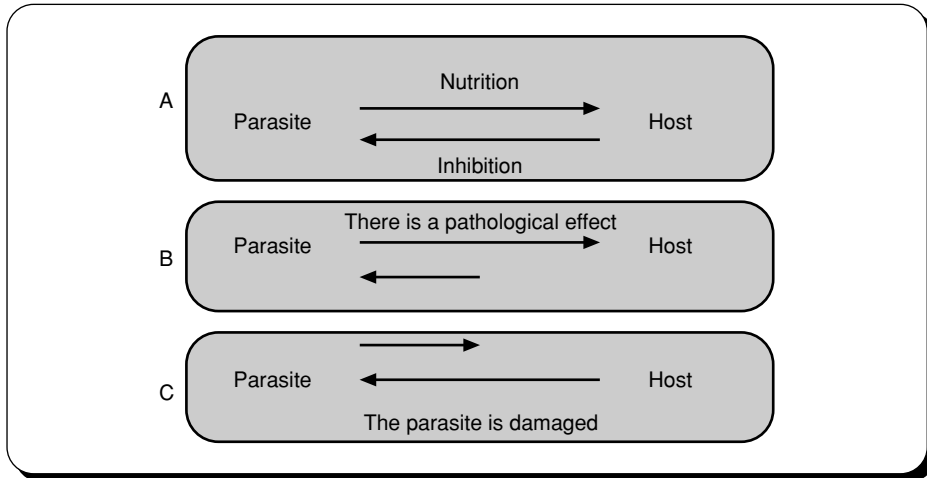 A
Nutrition
Parasite
Host
Inhibition
B
There is a pathological effect
Parasite
Host
C
Parasite
Host
The parasite is damaged